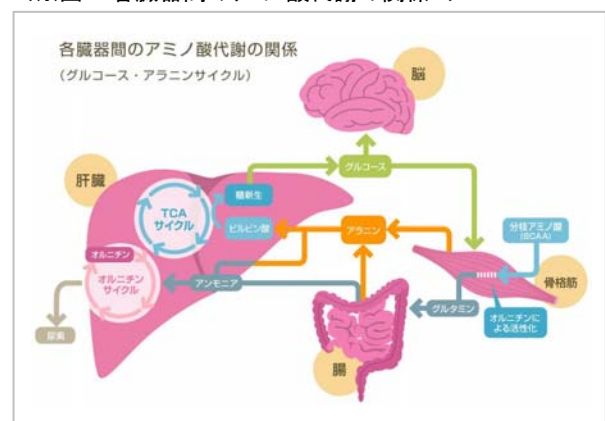 各臓器間のアミノ酸代謝の関係
（グルコース・アラニンサイクル）
脳
肝臓
グルコース
糖新生
TCA
サイクル
ピルビン酸
アラニン
分枝アミノ酸
（BCAA）
オルニチン
オルニチン
サイクル
アンモニア
骨格筋
グルタミン
尿素
オルニチンに
よる活性化
腸